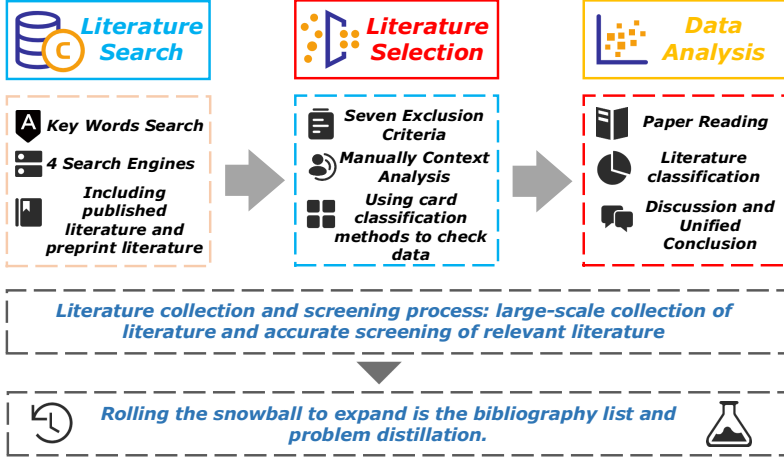 Literature
Search
Literature
Selection
Data
Analysis
Key Words Search
4 Search Engines
Including
published
literature and
preprint literature
Seven Exclusion
Criteria
Manually Context
Analysis
Using card
classification
methods to check
data
Paper Reading
Literature
classification
Discussion and
Unified
Conclusion
Literature collection and screening process: large-scale collection of
literature and accurate screening of relevant literature
Rolling the snowball to expand is the bibliography list and
problem distillation.